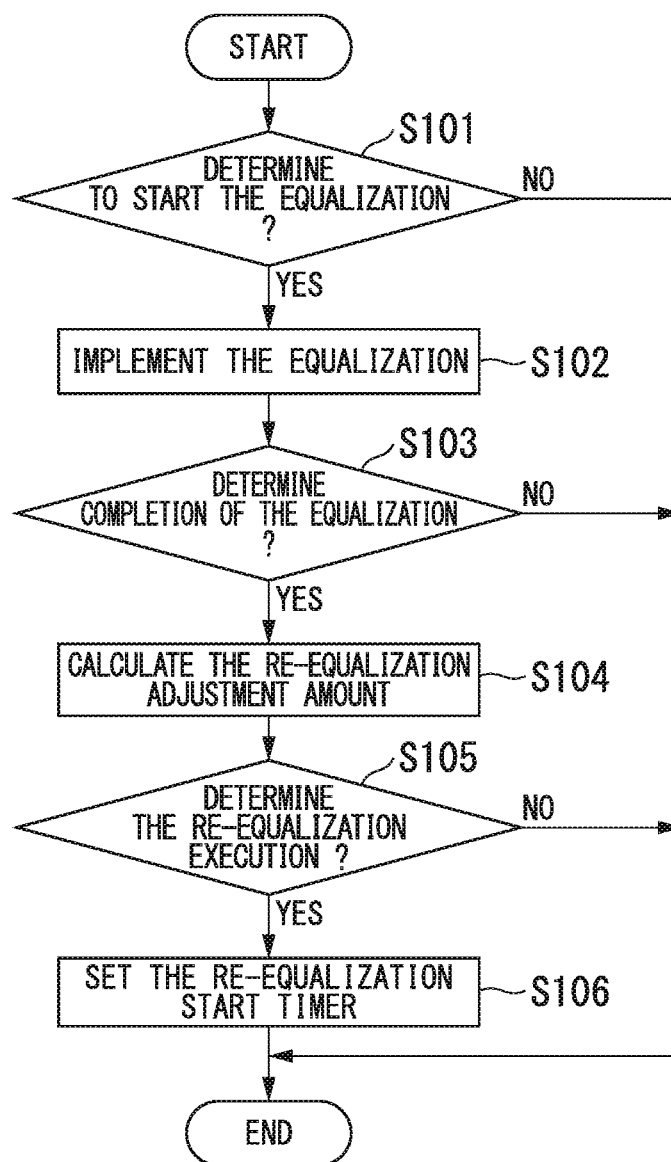 START
S101
DETERMINE
TO START THE EQUALIZATION
?
NO
YES
IMPLEMENT THE EQUALIZATION
S102
S103
DETERMINE
COMPLETION OF THE EQUALIZATION
?
NO
YES
CALCULATE THE RE-EQUALIZATION
ADJUSTMENT AMOUNT
S104
S105
DETERMINE
THE RE-EQUALIZATION
EXECUTION ?
NO
YES
SET THE RE-EQUALIZATION
START TIMER
S106
END